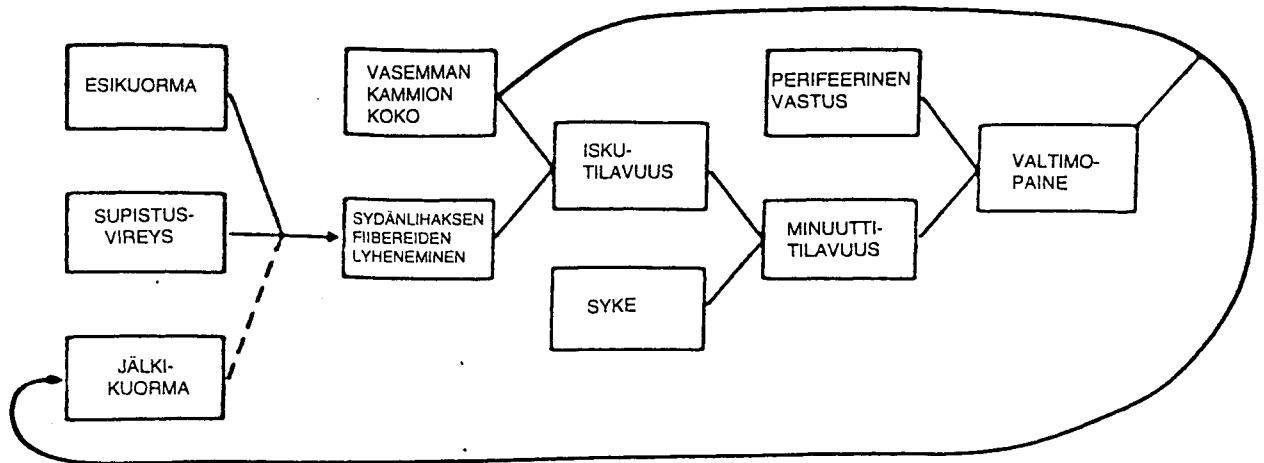 ESIKUORMA
SUPISTUS-
VIREYS
JÄLKI-
KUORMA
VASEMMAN
KAMMION
KOKO
SYDÄNLIHAKSEN
FIIBEREIDEN
LYHENEMINEN
ISKU-
TILAVUUS
SYKE
PERIFEERINEN
VASTUS
MINUUTTI-
TILAVUUS
VALTIMO-
PAINE